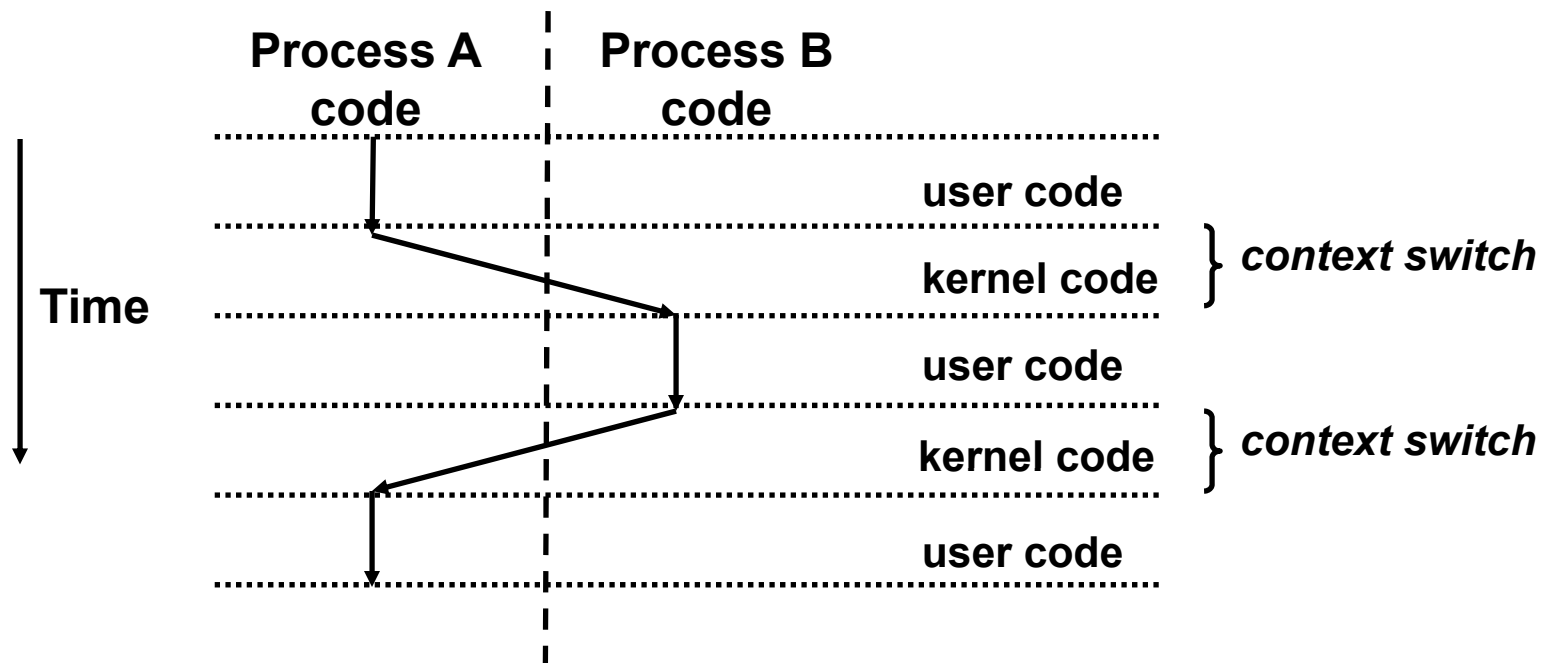 Process A
code
Process B
code
user code
context switch
kernel code
Time
user code
context switch
kernel code
user code